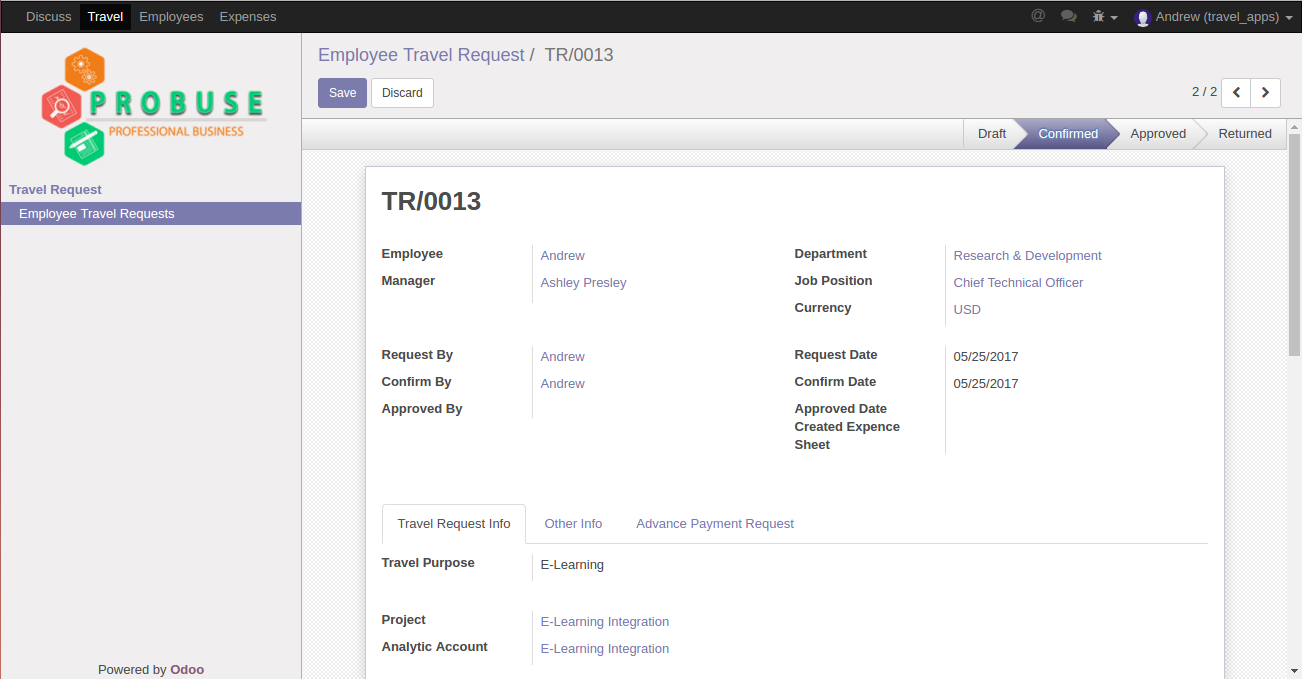 Discuss Travel Employees Expenses
@ Andrew (travel_apps)
PROBUSE
PROFESSIONAL BUSINESS
Travel Request
Employee Travel Requests
Powered by Odoo
Employee Travel Request / TR/0013
Save Discard
2 / 2
Draft Confirmed Approved Returned
TR/0013
Employee Andrew
Manager Ashley Presley
Department Research & Development
Job Position Chief Technical Officer
Currency USD
Request By Andrew
Confirm By Andrew
Approved By
Request Date 05/25/2017
Confirm Date 05/25/2017
Approved Date
Created Expence
Sheet
Travel Request Info Other Info Advance Payment Request
Travel Purpose E-Learning
Project E-Learning Integration
Analytic Account E-Learning Integration